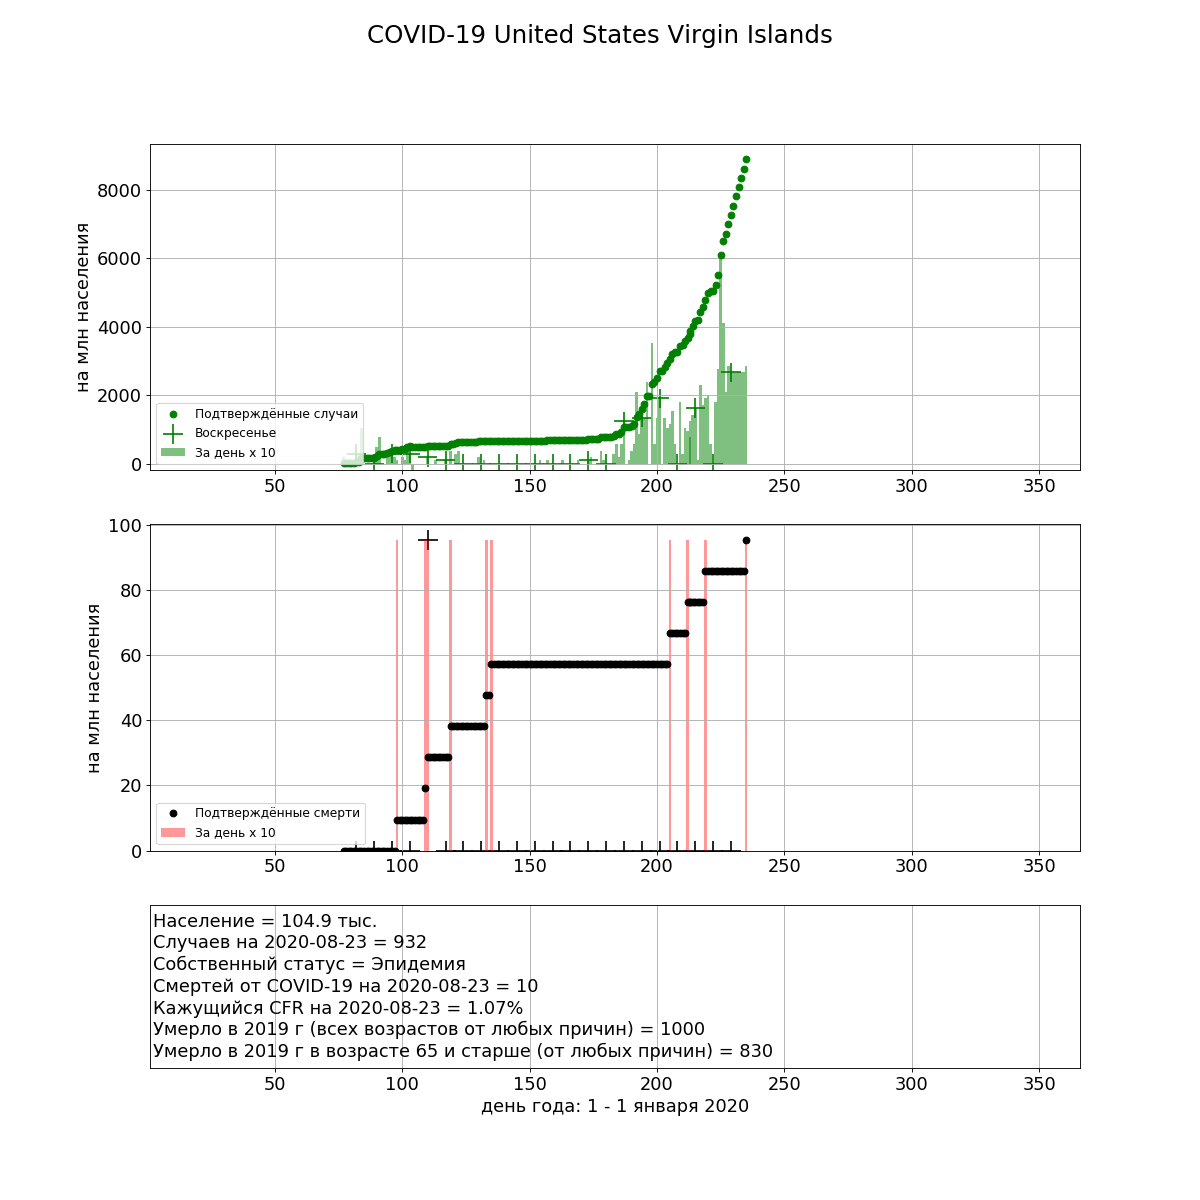 COVID-19 United States Virgin Islands
8000
6000
4000
2000
0
на млн населения
Подтверждённые случаи
Воскресенье
За день x 10
50 100 150 200 250 300 350
100
80
60
40
20
0
на млн населения
Подтверждённые смерти
За день x 10
50 100 150 200 250 300 350
Население = 104.9 тыс.
Случаев на 2020-08-23 = 932
Собственный статус = Эпидемия
Смертей от COVID-19 на 2020-08-23 = 10
Кажущийся CFR на 2020-08-23 = 1.07%
Умерло в 2019 г (всех возрастов от любых причин) = 1000
Умерло в 2019 г в возрасте 65 и старше (от любых причин) = 830
50 100 150 200 250 300 350
день года: 1 - 1 января 2020